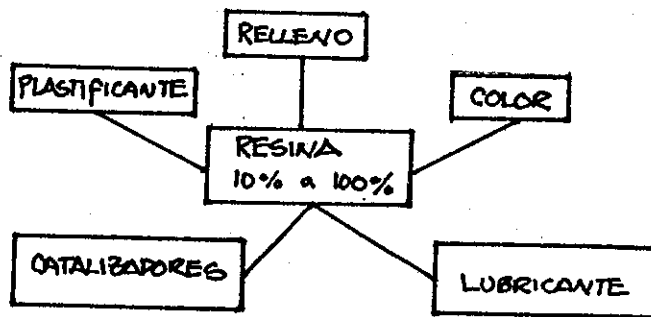 RELLENO
PLASTIFICANTE
COLOR
RESINA
10% a 100%
CATALIZADORES
LUBRICANTE